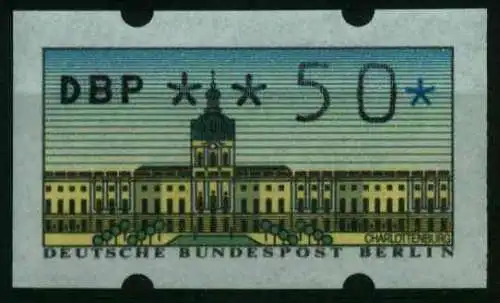 DBP ** 50*
CHARLOTTENBURG
DEUTSCHE BUNDESPOST BERLIN